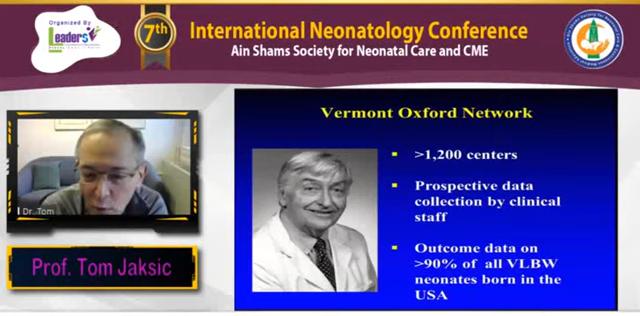 Organized By
Leaders
7th
International Neonatology Conference
Ain Shams Society for Neonatal Care and CME
Vermont Oxford Network
>1,200 centers
Prospective data
collection by clinical
staff
Outcome data on
>90% of all VLBW
neonates born in the
USA
Dr. Tom
Prof. Tom Jaksic